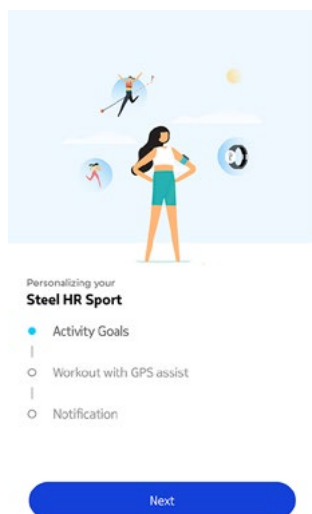 Personalizing your
Steel HR Sport
Activity Goals
Workout with GPS assist
Notification
Next